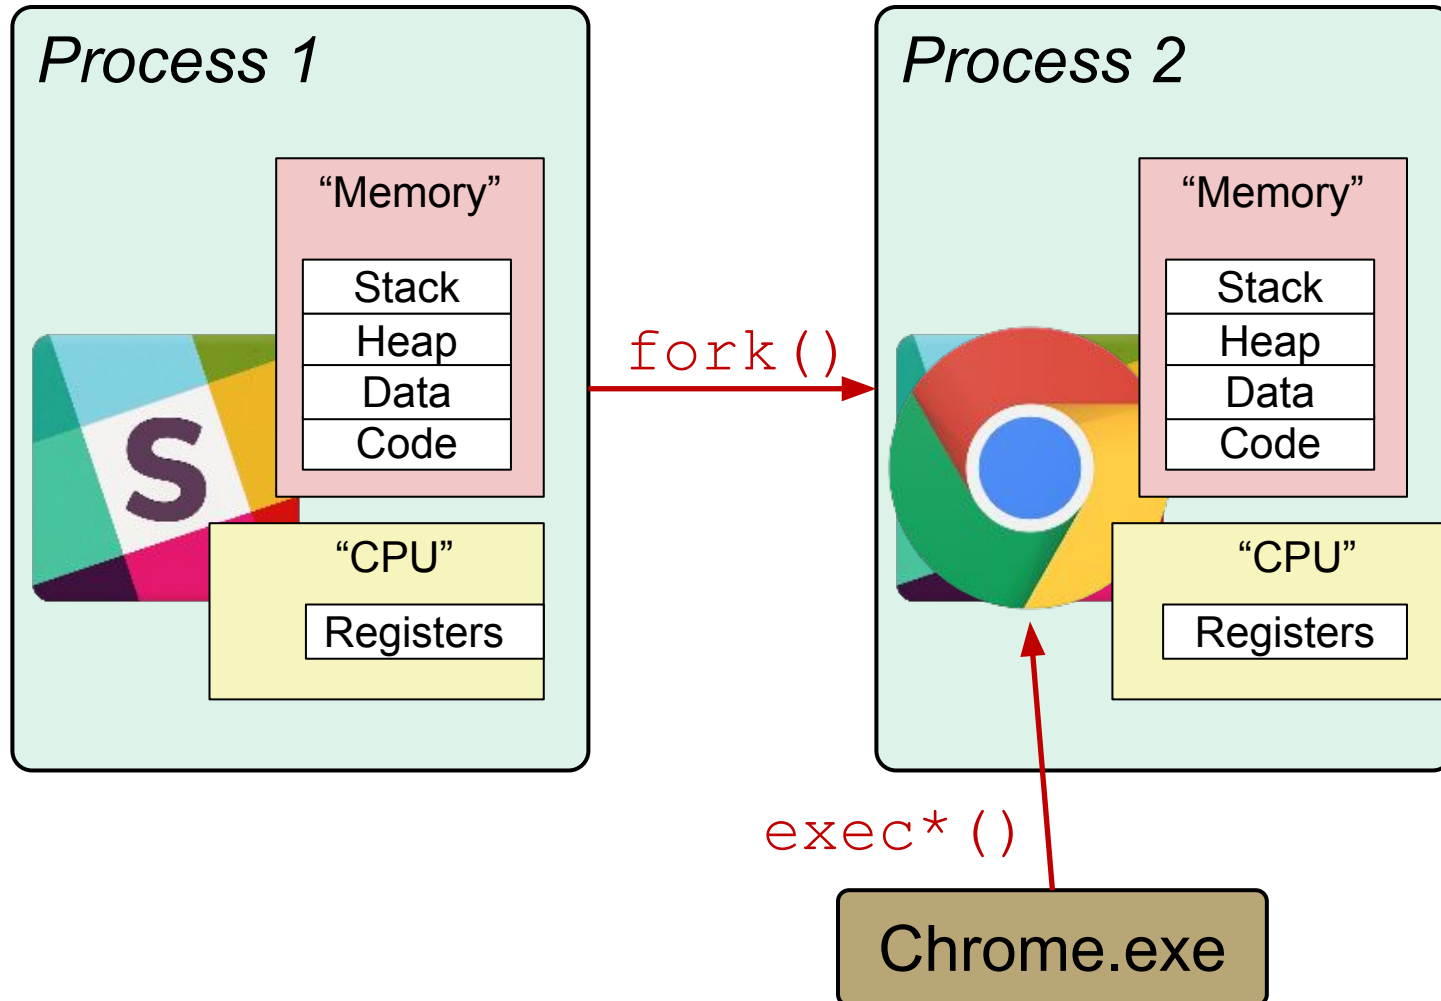 Process 1
“Memory”
Stack
Heap
Data
Code
S
“CPU”
Registers
fork()
Process 2
“Memory”
Stack
Heap
Data
Code
“CPU”
Registers
exec*()
Chrome.exe